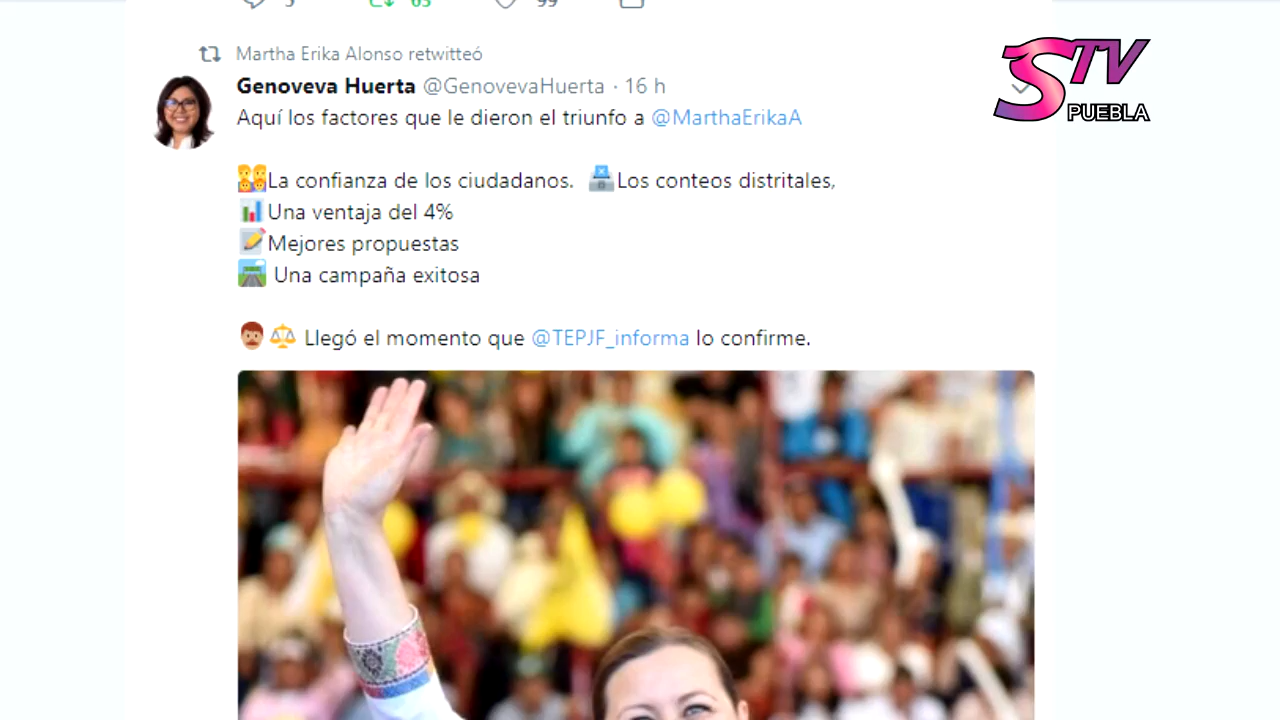 Martha Erika Alonso retwitteó
Genoveva Huerta @GenovevaHuerta · 16 h
Aquí los factores que le dieron el triunfo a @MarthaErikaA
La confianza de los ciudadanos. Los conteos distritales,
Una ventaja del 4%
Mejores propuestas
Una campaña exitosa
Llegó el momento que @TEPJF_informa lo confirme.
STV
PUEBLA